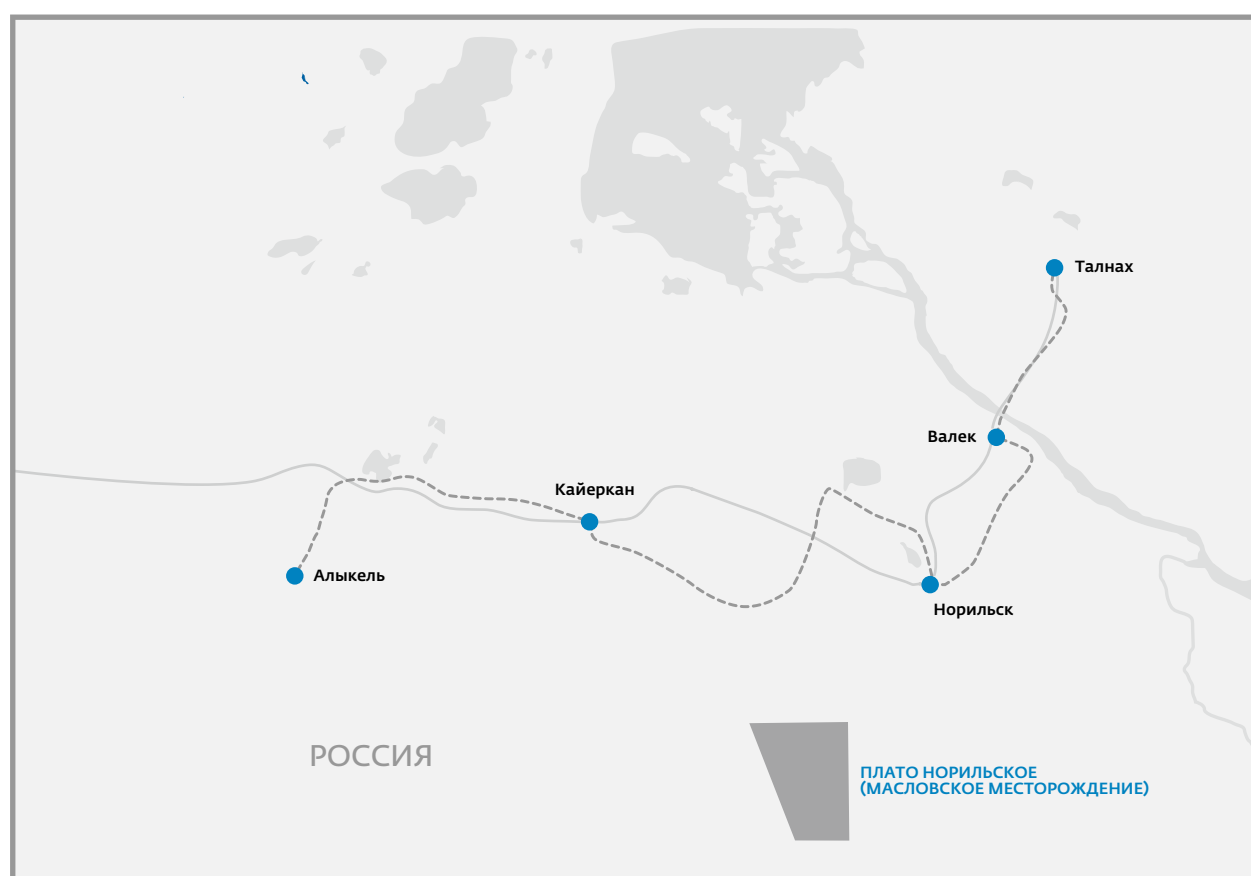 Талнах
Валек
Кайеркан
Алыкель
Норильск
РОССИЯ
ПЛАТО НОРИЛЬСКОЕ
(МАСЛОВСКОЕ МЕСТОРОЖДЕНИЕ)